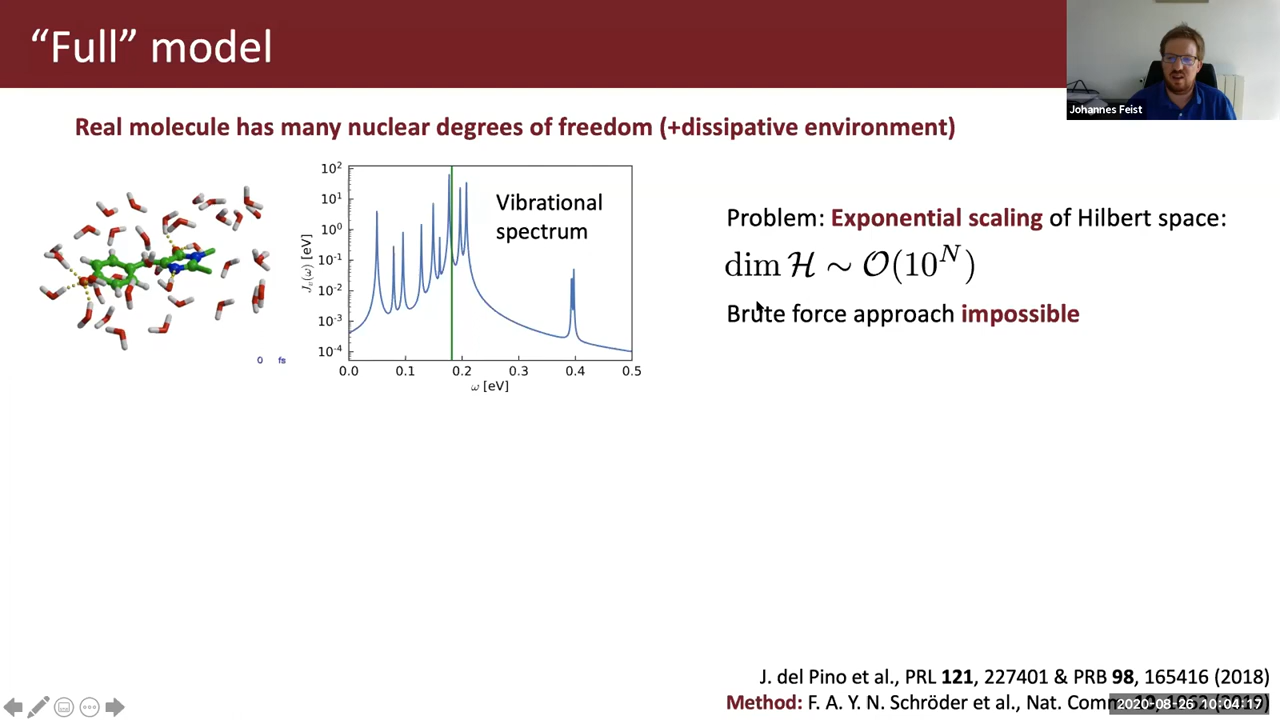 “Full” model
Johannes Feist
Real molecule has many nuclear degrees of freedom (+dissipative environment)
0 fs
10² 10¹ 10⁰ 10⁻¹ 10⁻² 10⁻³ 10⁻⁴
J_v(ω) [eV]
Vibrational
spectrum
0.0 0.1 0.2 0.3 0.4 0.5
ω [eV]
Problem: Exponential scaling of Hilbert space:
dim H ~ O(10^N)
Brute force approach impossible
J. del Pino et al., PRL 121, 227401 & PRB 98, 165416 (2018)
Method: F. A. Y. N. Schröder et al., Nat. Comm.
2020-08-26 10:04:17